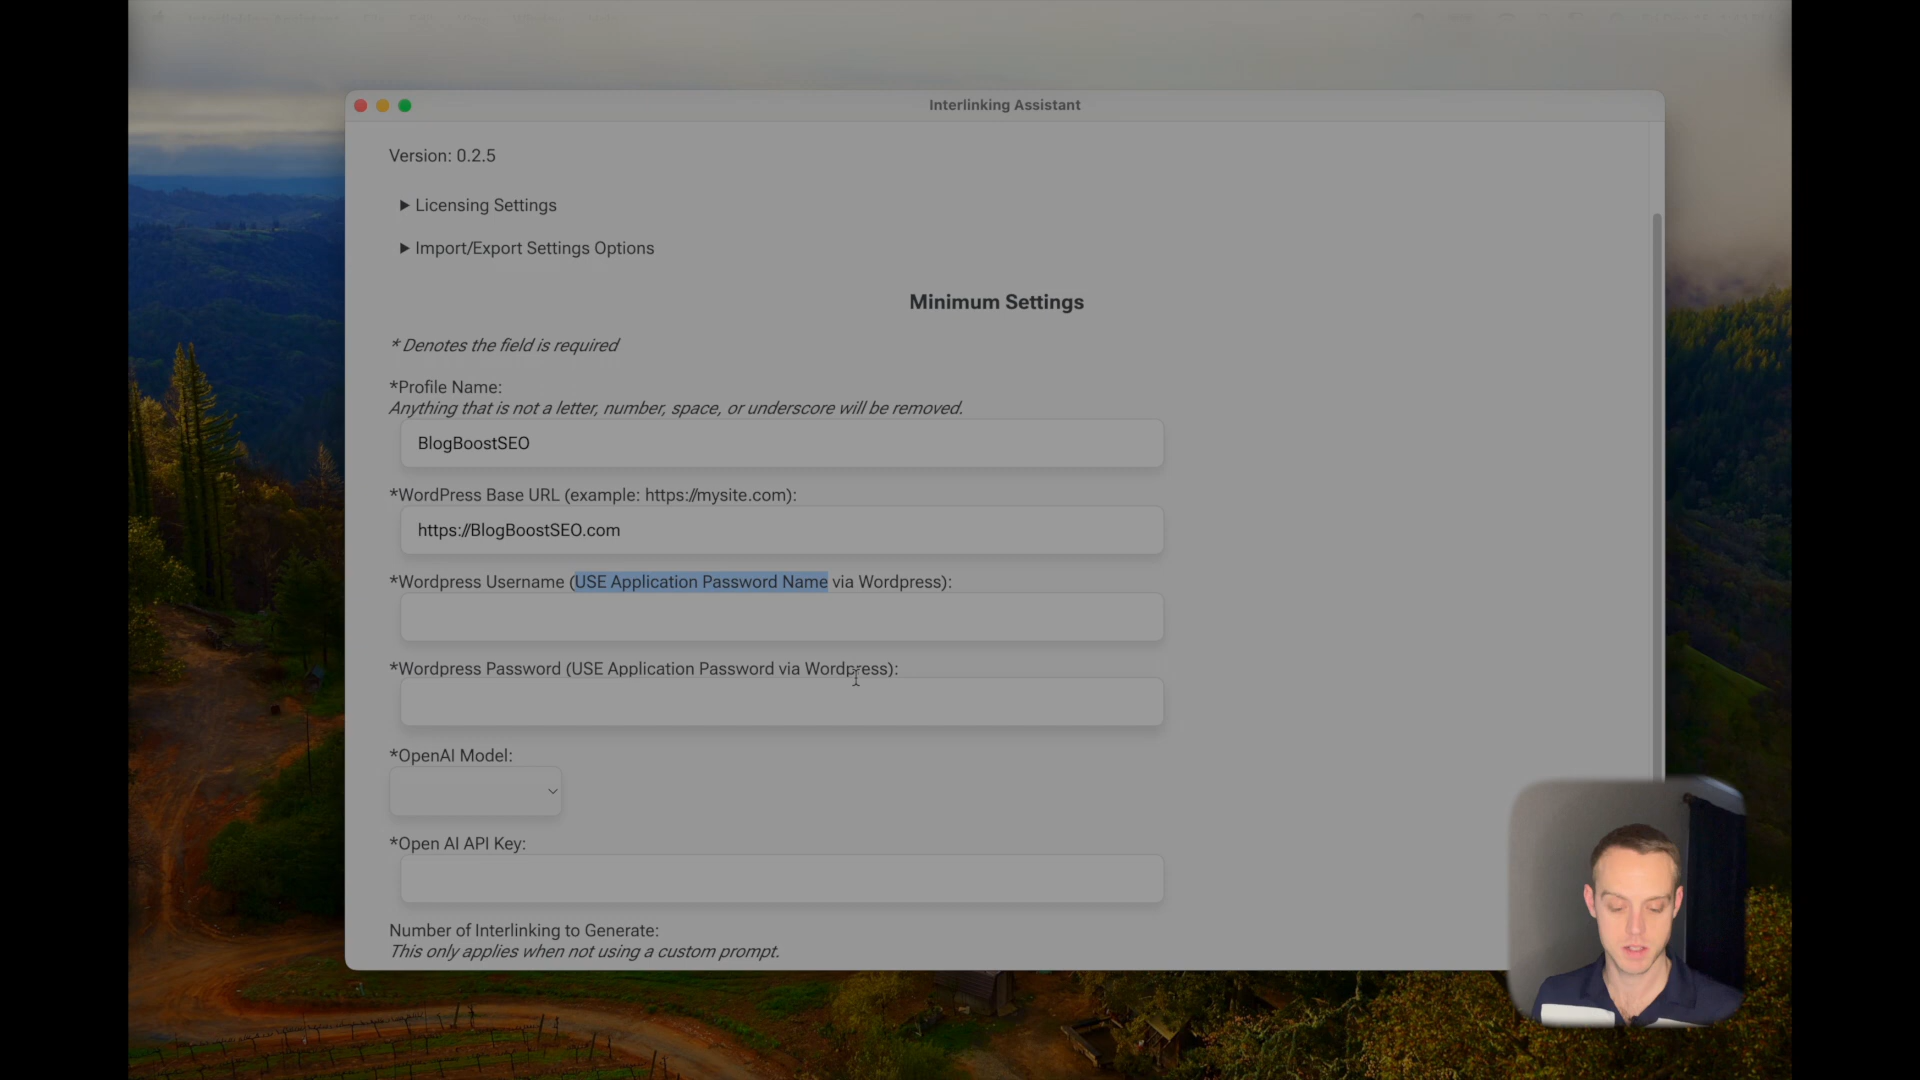 Interlinking Assistant
Version: 0.2.5
▶ Licensing Settings
▶ Import/Export Settings Options
Minimum Settings
* Denotes the field is required
*Profile Name:
Anything that is not a letter, number, space, or underscore will be removed.
BlogBoostSEO
*WordPress Base URL (example: https://mysite.com):
https://BlogBoostSEO.com
*Wordpress Username (USE Application Password Name via Wordpress):
*Wordpress Password (USE Application Password via Wordpress):
*OpenAI Model:
*Open AI API Key:
Number of Interlinking to Generate:
This only applies when not using a custom prompt.